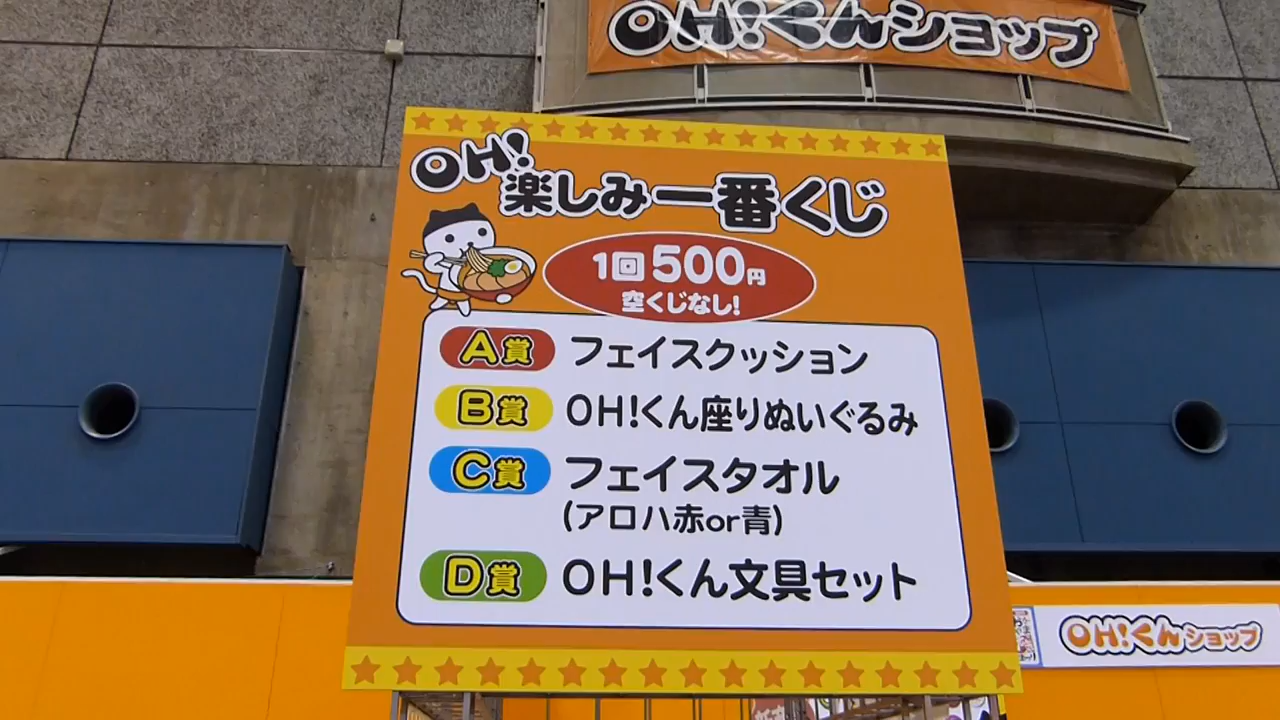 OH!くんショップ
OH!
楽しみ一番くじ
1回500円
空くじなし!
A賞 フェイスクッション
B賞 OH!くん座りぬいぐるみ
C賞 フェイスタオル
(アロハ赤or青)
D賞 OH!くん文具セット
OH!くんショップ